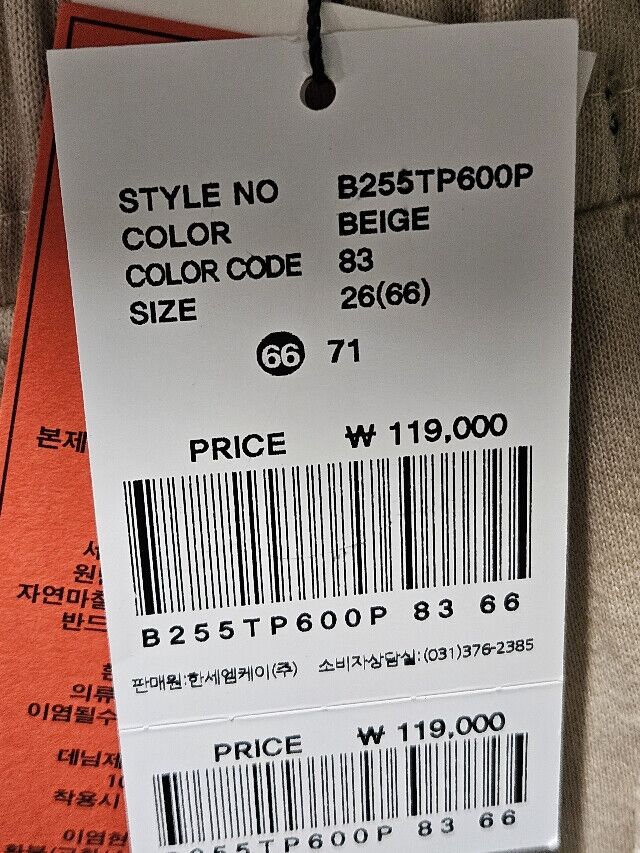 STYLE NO B255TP600P
COLOR BEIGE
COLOR CODE 83
SIZE 26(66)
66 71
PRICE ₩ 119,000
B255TP600P 83 66
판매원:한세엠케이(주) 소비자상담실:(031)376-2385
PRICE ₩ 119,000
B255TP600P 83 66
본제
자연마찰
반드
의류
이염될수
데님제
착용시
이염현